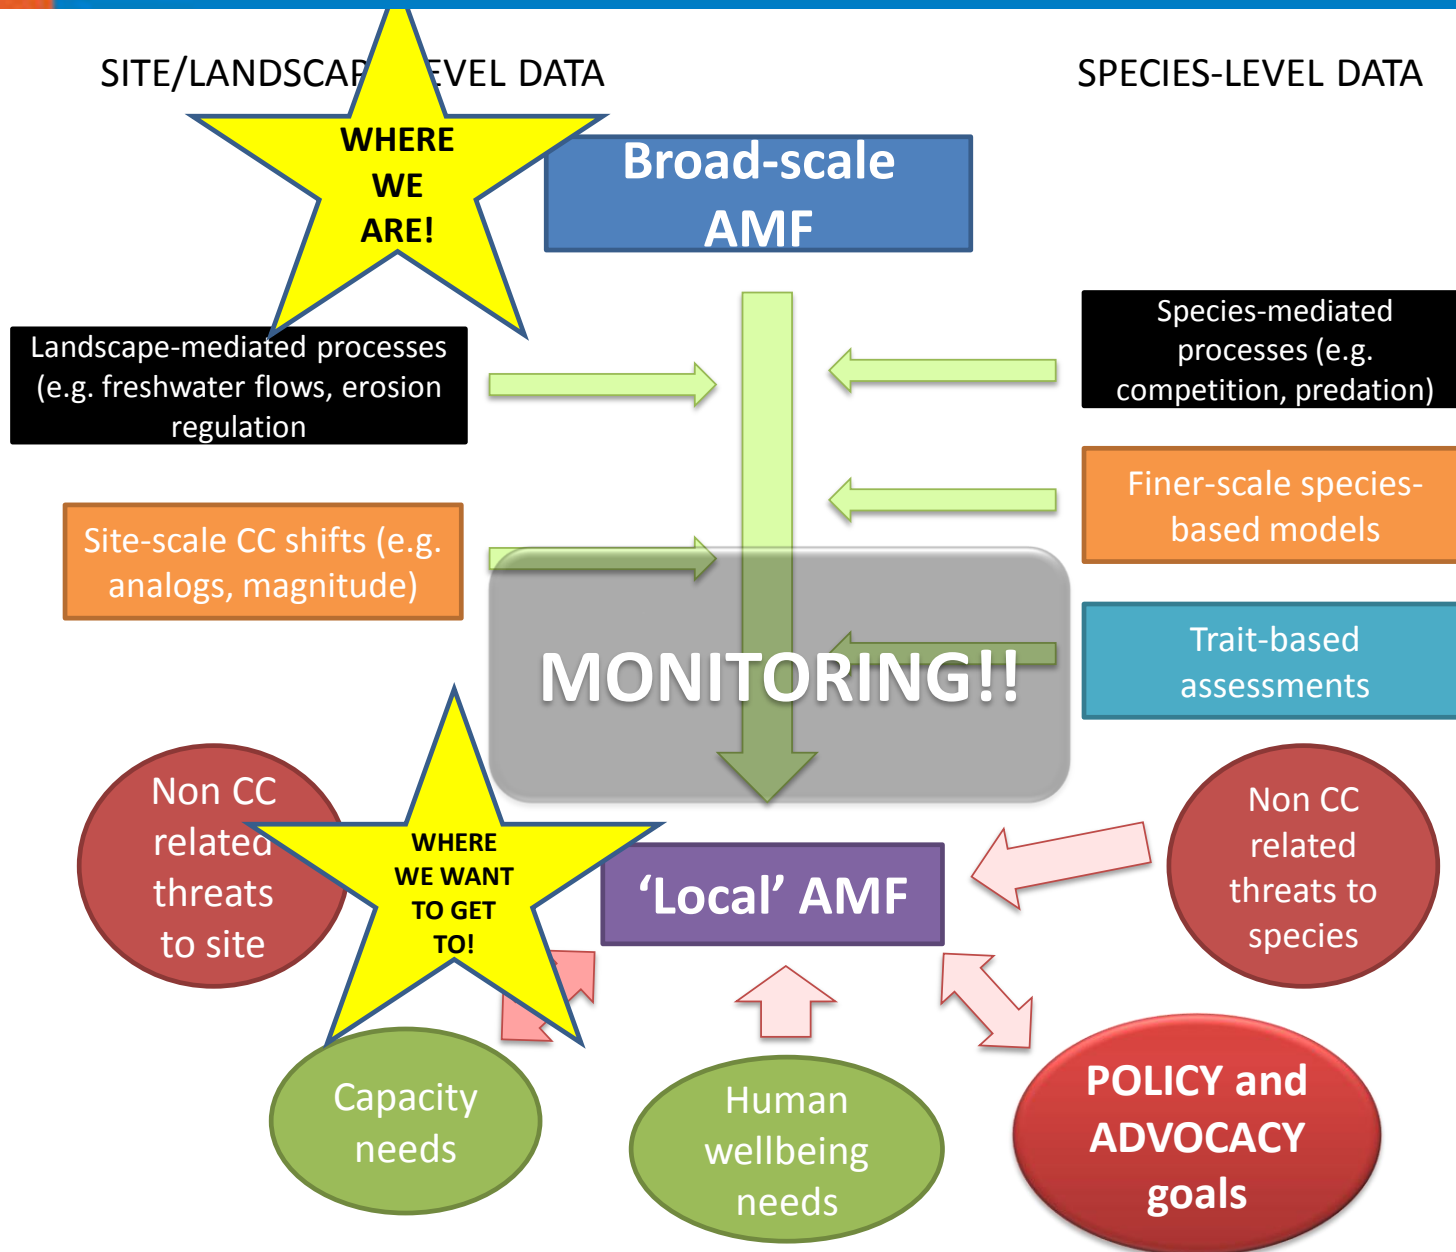 SITE/LANDSCAP EVEL DATA
SPECIES-LEVEL DATA
WHERE
WE
ARE!
Broad-scale
AMF
Landscape-mediated processes
(e.g. freshwater flows, erosion
regulation
Species-mediated
processes (e.g.
competition, predation)
Site-scale CC shifts (e.g.
analogs, magnitude)
Finer-scale species-
based models
MONITORING!!
Trait-based
assessments
Non CC
related
threats
to site
WHERE
WE WANT
TO GET
TO!
'Local' AMF
Non CC
related
threats to
species
Capacity
needs
Human
wellbeing
needs
POLICY and
ADVOCACY
goals